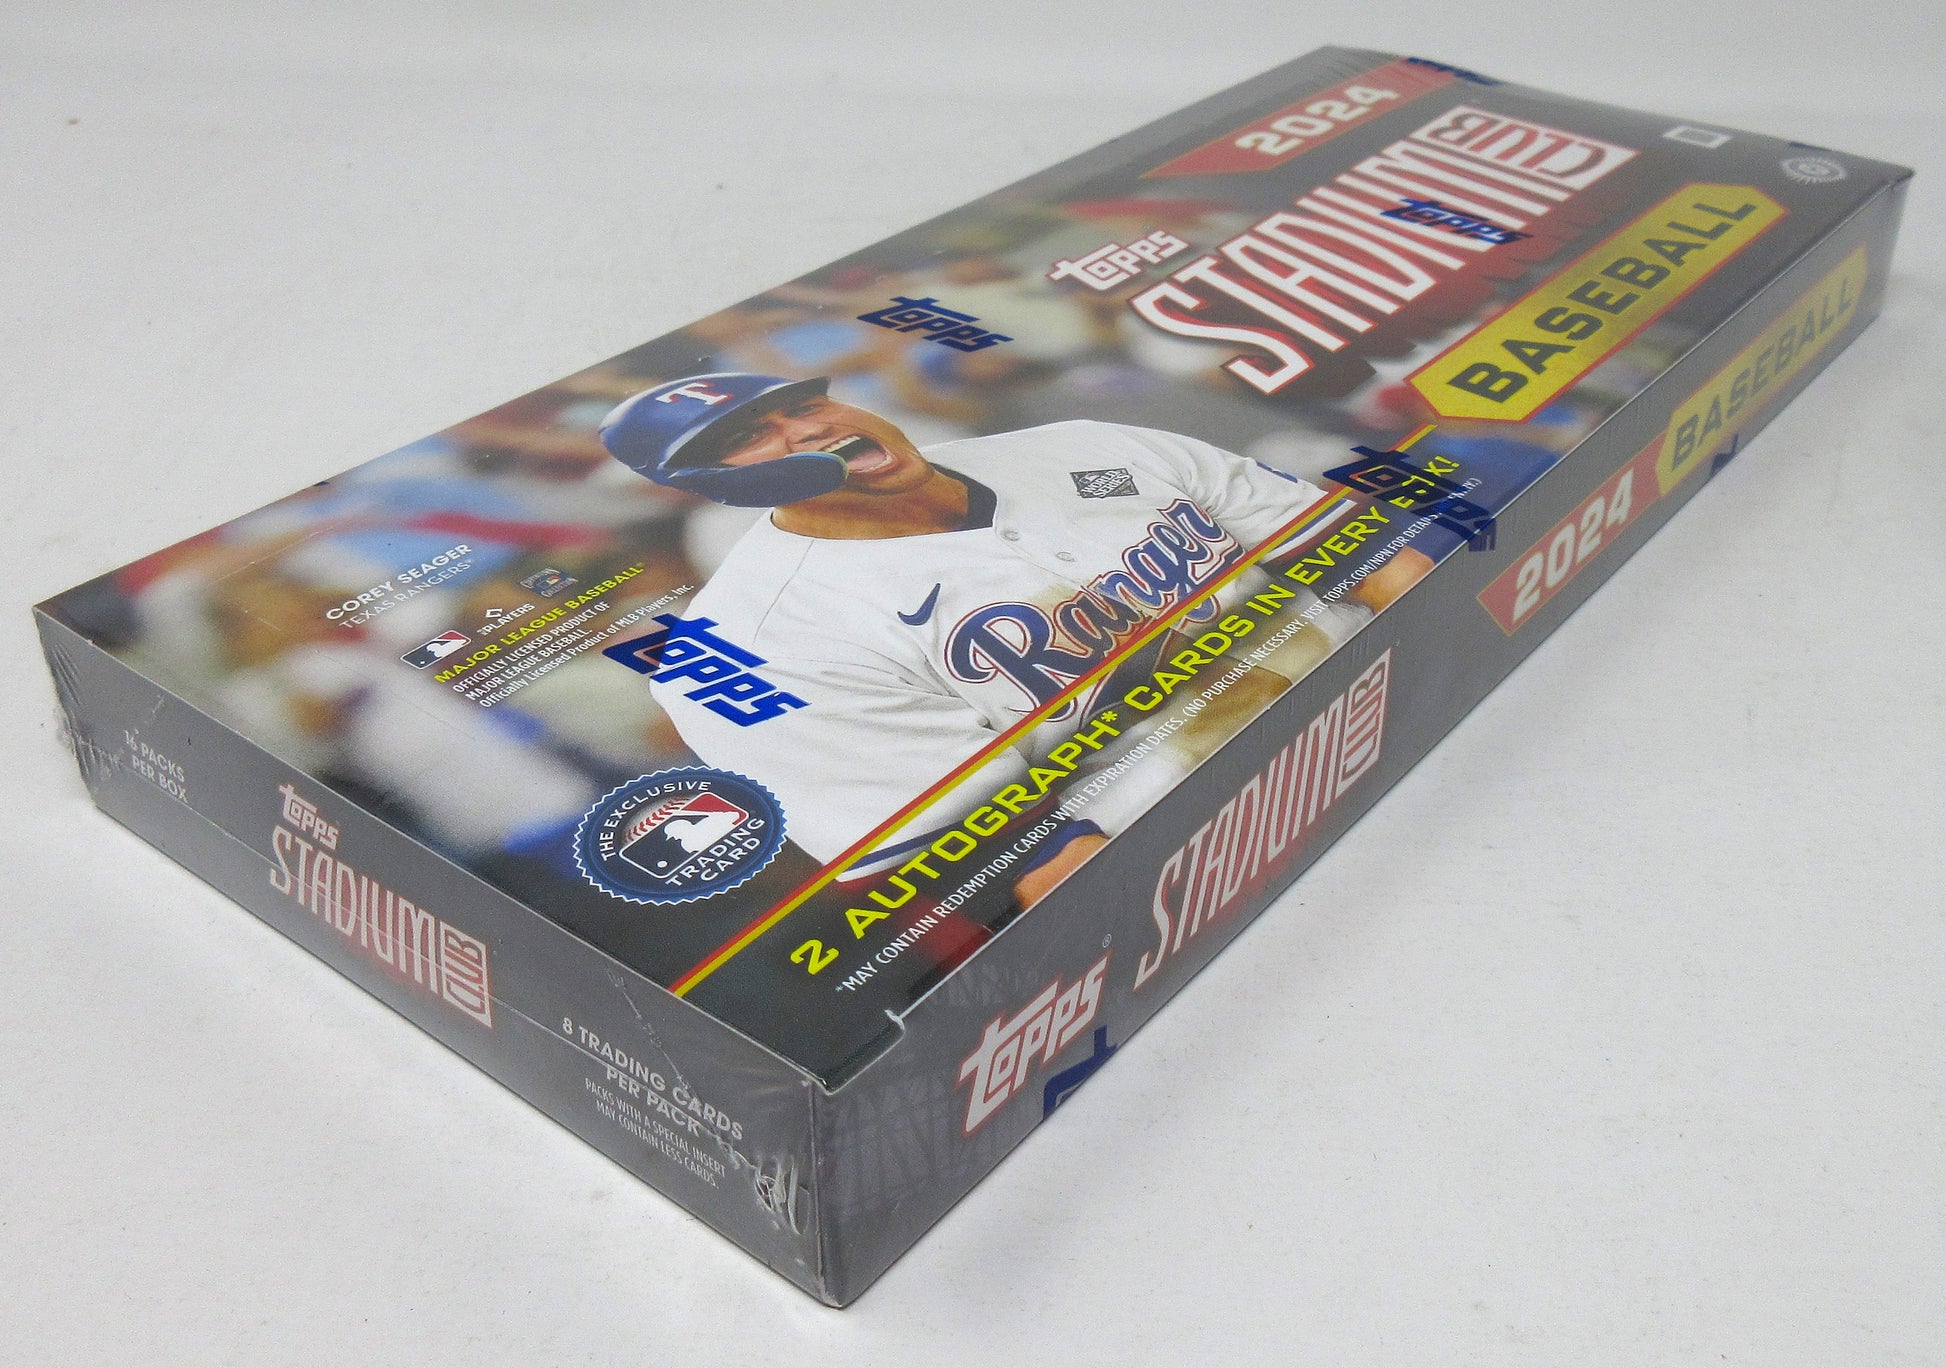 2024
topps
STADIUM
CLUB
BASEBALL
topps
topps
topps
topps
T
WORLD
SERIES
Rangers
COREY SEAGER
TEXAS RANGERS®
PLAYERS
MAJOR LEAGUE BASEBALL®
OFFICIALLY LICENSED PRODUCT OF
MAJOR LEAGUE BASEBALL.
Officially Licensed Product of MLB Players, Inc.
THE EXCLUSIVE
TRADING
CARD
2 AUTOGRAPH* CARDS IN EVERY BOX!
*MAY CONTAIN REDEMPTION CARDS WITH EXPIRATION DATES. (NO PURCHASE NECESSARY. VISIT TOPPS.COM/NPN FOR DETAILS
16 PACKS
PER BOX
topps
STADIUM
CLUB
8 TRADING CARDS
PER PACK
PACKS WITH A SPECIAL INSERT
MAY CONTAIN LESS CARDS.
topps®
STADIUM
CLUB
2024
BASEBALL